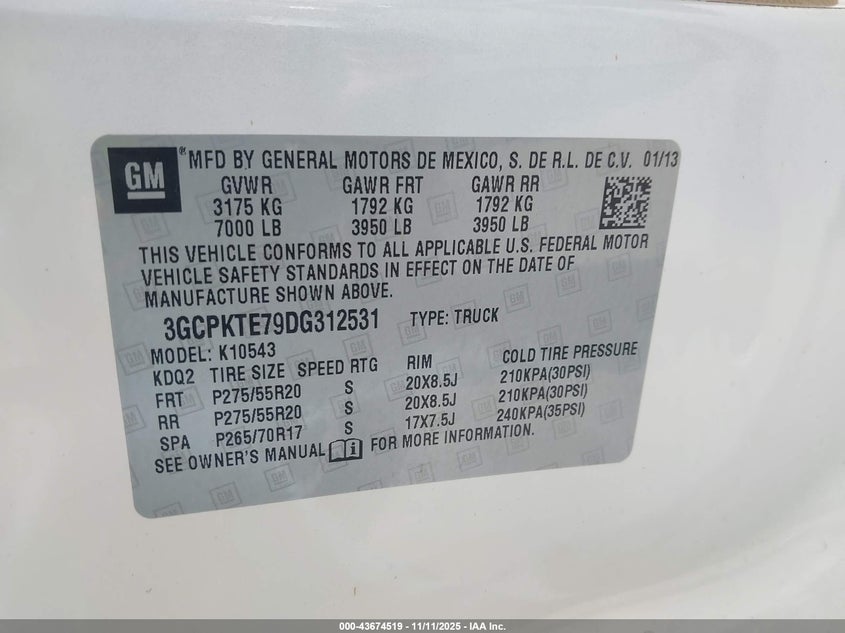 GM ® MFD BY GENERAL MOTORS DE MEXICO, S. DE R.L. DE C.V. 01/13
GVWR GAWR FRT GAWR RR
3175 KG 1792 KG 1792 KG
7000 LB 3950 LB 3950 LB
THIS VEHICLE CONFORMS TO ALL APPLICABLE U.S. FEDERAL MOTOR
VEHICLE SAFETY STANDARDS IN EFFECT ON THE DATE OF
MANUFACTURE SHOWN ABOVE.
3GCPKTE79DG312531 TYPE: TRUCK
MODEL: K10543
KDQ2 TIRE SIZE SPEED RTG RIM COLD TIRE PRESSURE
FRT P275/55R20 S 20X8.5J 210KPA(30PSI)
RR P275/55R20 S 20X8.5J 210KPA(30PSI)
SPA P265/70R17 S 17X7.5J 240KPA(35PSI)
SEE OWNER'S MANUAL i FOR MORE INFORMATION.
000-43674519 - 11/11/2025 - IAA Inc.